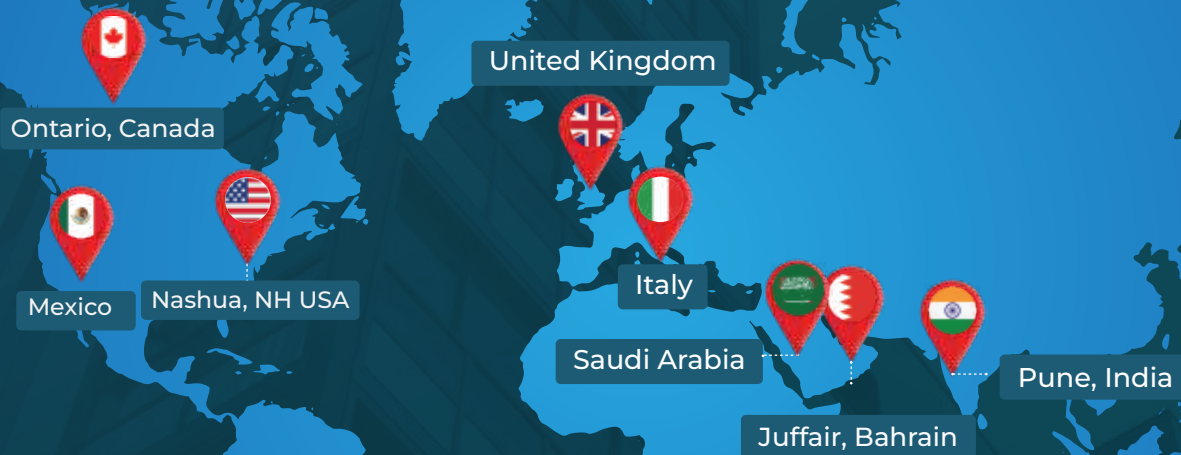 United Kingdom
Ontario, Canada
Italy
Mexico
Nashua, NH USA
Saudi Arabia
Pune, India
Juffair, Bahrain